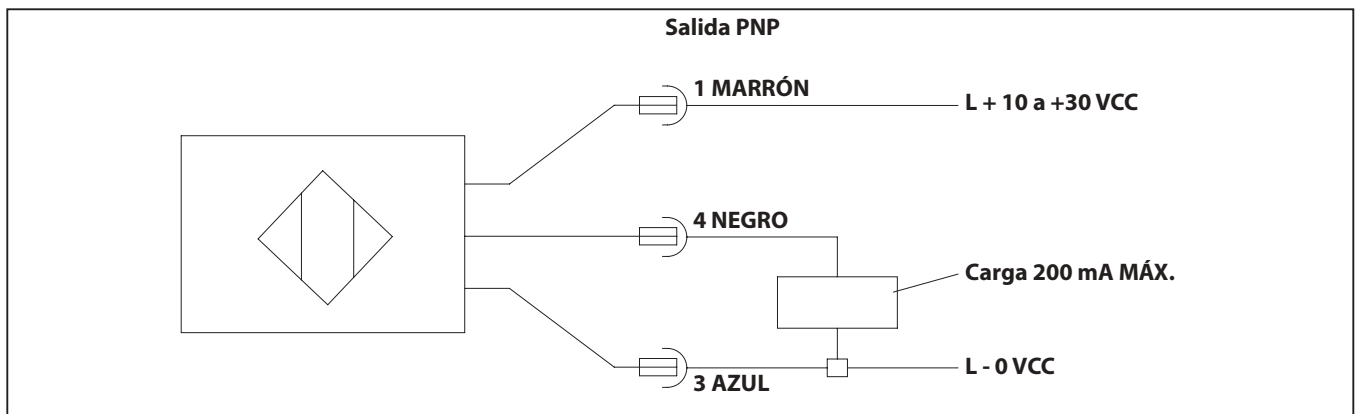 Salida PNP
1 MARRÓN
L + 10 a +30 VCC
4 NEGRO
Carga 200 mA MÁX.
L - 0 VCC
3 AZUL